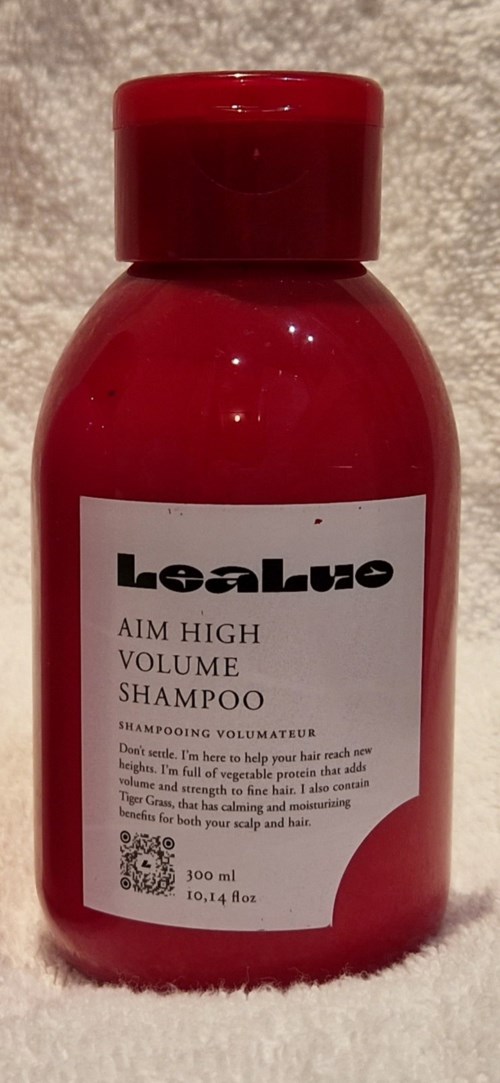 LeaLuo
AIM HIGH
VOLUME
SHAMPOO
SHAMPOOING VOLUMATEUR
Don't settle. I'm here to help your hair reach new
heights. I'm full of vegetable protein that adds
volume and strength to fine hair. I also contain
Tiger Grass, that has calming and moisturizing
benefits for both your scalp and hair.
300 ml
10,14 floz